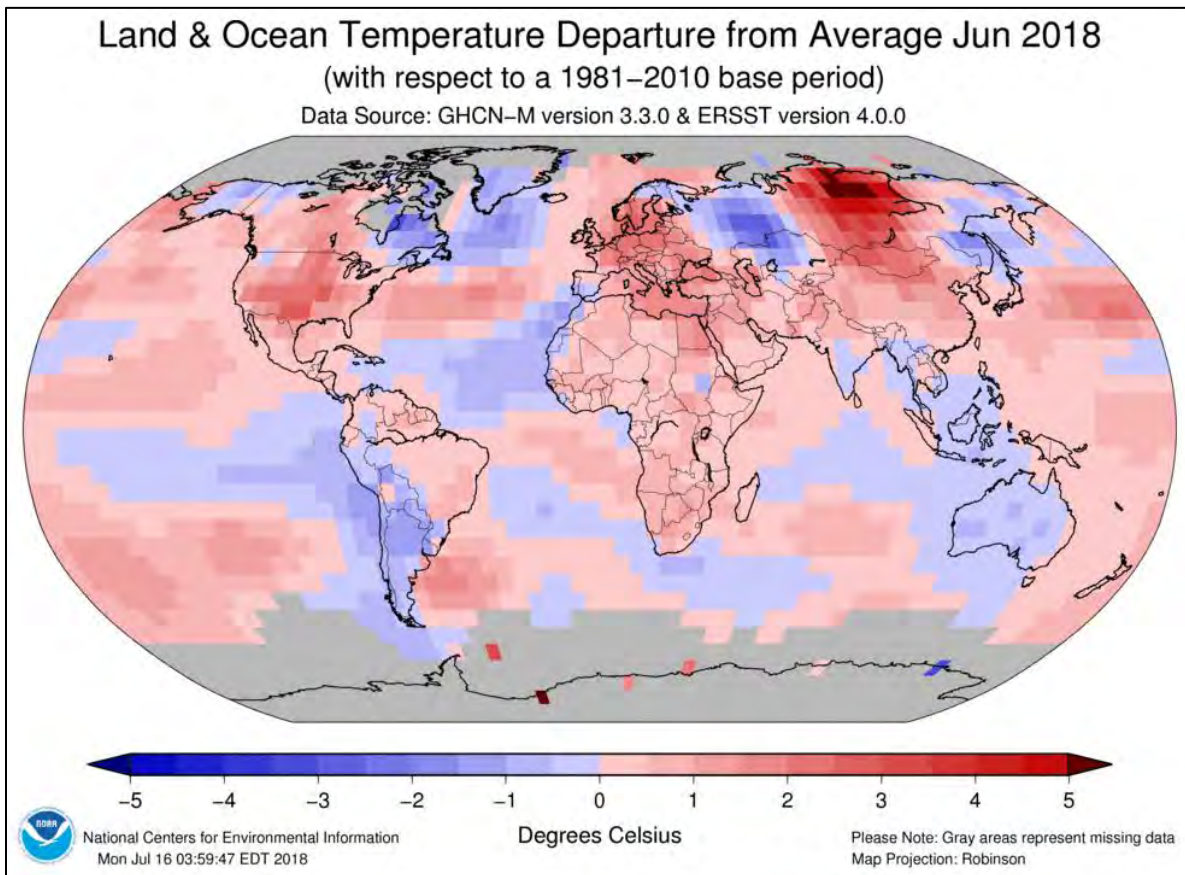 Land & Ocean Temperature Departure from Average Jun 2018
(with respect to a 1981–2010 base period)
Data Source: GHCN–M version 3.3.0 & ERSST version 4.0.0
−5 −4 −3 −2 −1 0 1 2 3 4 5
Degrees Celsius
NOAA
National Centers for Environmental Information
Mon Jul 16 03:59:47 EDT 2018
Please Note: Gray areas represent missing data
Map Projection: Robinson